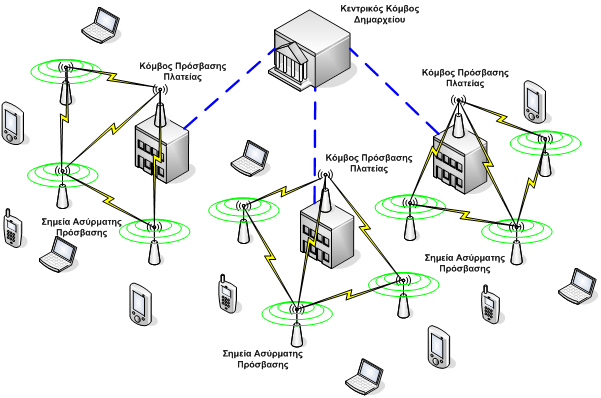 Κεντρικός Κόμβος
Δημαρχείου
Κόμβος Πρόσβασης
Πλατείας
Κόμβος Πρόσβασης
Πλατείας
Κόμβος Πρόσβασης
Πλατείας
Σημεία Ασύρματης
Πρόσβασης
Σημεία Ασύρματης
Πρόσβασης
Σημεία Ασύρματης
Πρόσβασης